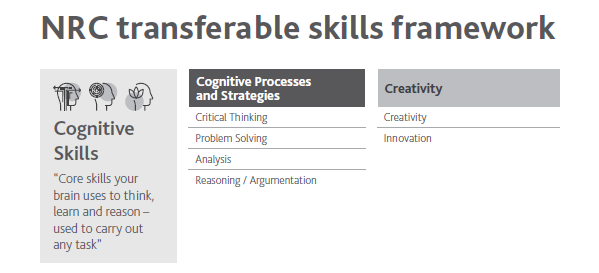 NRC transferable skills framework
Cognitive
Skills
“Core skills your
brain uses to think,
learn and reason –
used to carry out
any task”
Cognitive Processes
and Strategies
Critical Thinking
Problem Solving
Analysis
Reasoning / Argumentation
Creativity
Creativity
Innovation